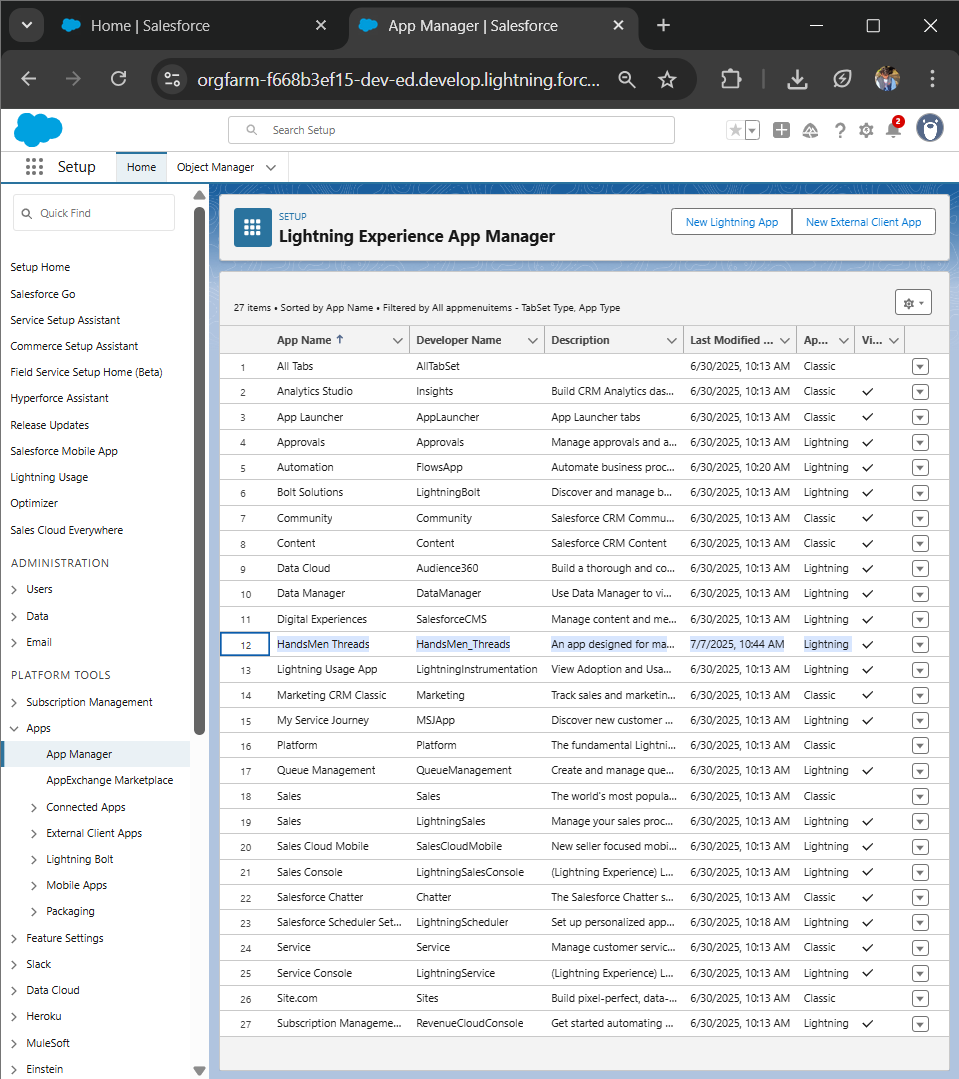 Home | Salesforce
App Manager | Salesforce
orgfarm-f668b3ef15-dev-ed.develop.lightning.forc...
Search Setup
2
Setup
Home
Object Manager
Quick Find
Setup Home
Salesforce Go
Service Setup Assistant
Commerce Setup Assistant
Field Service Setup Home (Beta)
Hyperforce Assistant
Release Updates
Salesforce Mobile App
Lightning Usage
Optimizer
Sales Cloud Everywhere
ADMINISTRATION
Users
Data
Email
PLATFORM TOOLS
Subscription Management
Apps
App Manager
AppExchange Marketplace
Connected Apps
External Client Apps
Lightning Bolt
Mobile Apps
Packaging
Feature Settings
Slack
Data Cloud
Heroku
MuleSoft
Einstein
SETUP
Lightning Experience App Manager
New Lightning App
New External Client App
27 items • Sorted by App Name • Filtered by All appmenuitems - TabSet Type, App Type
App Name Developer Name Description Last Modified ... Ap... Vi...
1 All Tabs AllTabSet 6/30/2025, 10:13 AM Classic
2 Analytics Studio Insights Build CRM Analytics das... 6/30/2025, 10:13 AM Classic
3 App Launcher AppLauncher App Launcher tabs 6/30/2025, 10:13 AM Classic
4 Approvals Approvals Manage approvals and a... 6/30/2025, 10:13 AM Lightning
5 Automation FlowsApp Automate business proc... 6/30/2025, 10:20 AM Lightning
6 Bolt Solutions LightningBolt Discover and manage b... 6/30/2025, 10:13 AM Lightning
7 Community Community Salesforce CRM Commu... 6/30/2025, 10:13 AM Classic
8 Content Content Salesforce CRM Content 6/30/2025, 10:13 AM Classic
9 Data Cloud Audience360 Build a thorough and co... 6/30/2025, 10:13 AM Lightning
10 Data Manager DataManager Use Data Manager to vi... 6/30/2025, 10:13 AM Lightning
11 Digital Experiences SalesforceCMS Manage content and me... 6/30/2025, 10:13 AM Lightning
12 HandsMen Threads HandsMen_Threads An app designed for ma... 7/7/2025, 10:44 AM Lightning
13 Lightning Usage App LightningInstrumentation View Adoption and Usa... 6/30/2025, 10:13 AM Lightning
14 Marketing CRM Classic Marketing Track sales and marketin... 6/30/2025, 10:13 AM Classic
15 My Service Journey MSJApp Discover new customer ... 6/30/2025, 10:13 AM Lightning
16 Platform Platform The fundamental Lightni... 6/30/2025, 10:13 AM Classic
17 Queue Management QueueManagement Create and manage que... 6/30/2025, 10:13 AM Lightning
18 Sales Sales The world's most popula... 6/30/2025, 10:13 AM Classic
19 Sales LightningSales Manage your sales proc... 6/30/2025, 10:13 AM Lightning
20 Sales Cloud Mobile SalesCloudMobile New seller focused mobi... 6/30/2025, 10:13 AM Lightning
21 Sales Console LightningSalesConsole (Lightning Experience) L... 6/30/2025, 10:13 AM Lightning
22 Salesforce Chatter Chatter The Salesforce Chatter s... 6/30/2025, 10:13 AM Classic
23 Salesforce Scheduler Set... LightningScheduler Set up personalized app... 6/30/2025, 10:18 AM Lightning
24 Service Service Manage customer servic... 6/30/2025, 10:13 AM Classic
25 Service Console LightningService (Lightning Experience) L... 6/30/2025, 10:13 AM Lightning
26 Site.com Sites Build pixel-perfect, data-... 6/30/2025, 10:13 AM Classic
27 Subscription Manageme... RevenueCloudConsole Get started automating ... 6/30/2025, 10:13 AM Lightning